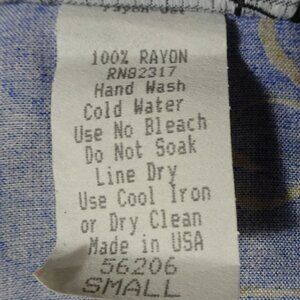 100% RAYON
RN82317
Hand Wash
Cold Water
Use No Bleach
Do Not Soak
Line Dry
Use Cool Iron
or Dry Clean
Made in USA
56206
SMALL